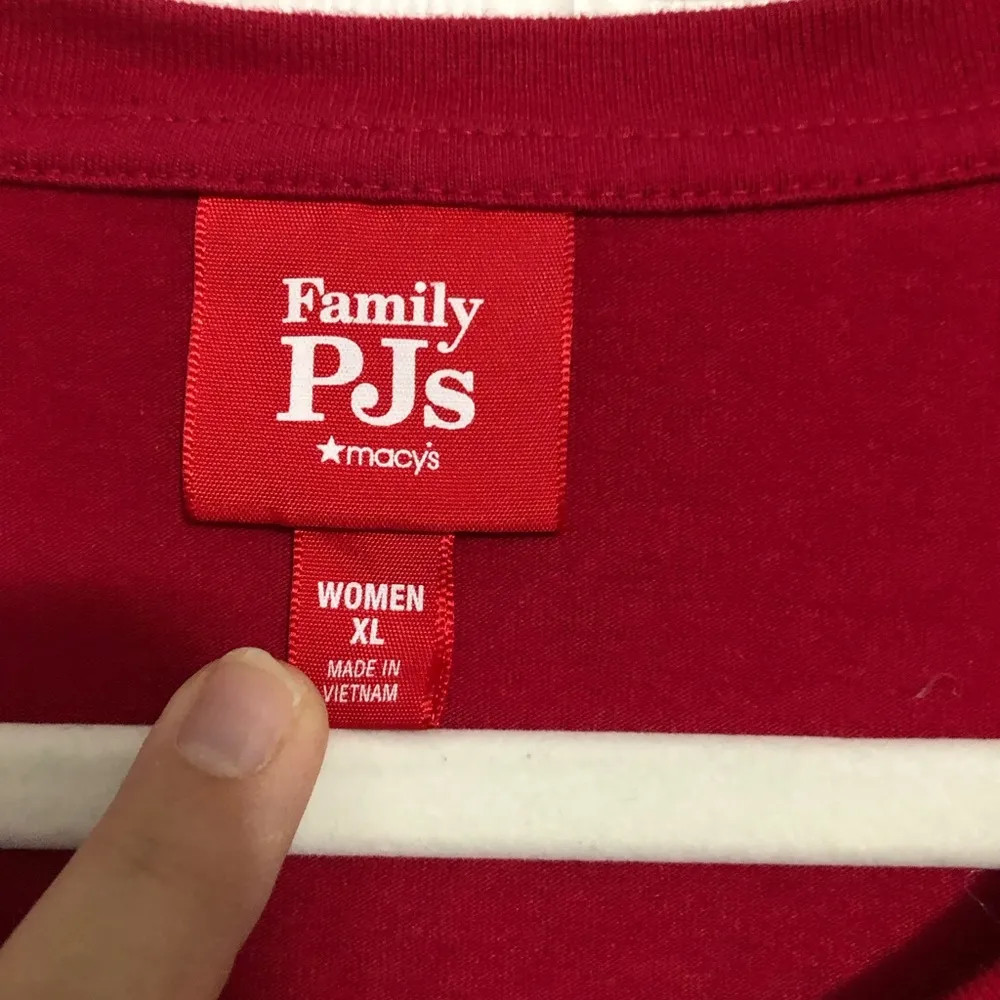 Family
PJs
★macy's
WOMEN
XL
MADE IN
VIETNAM